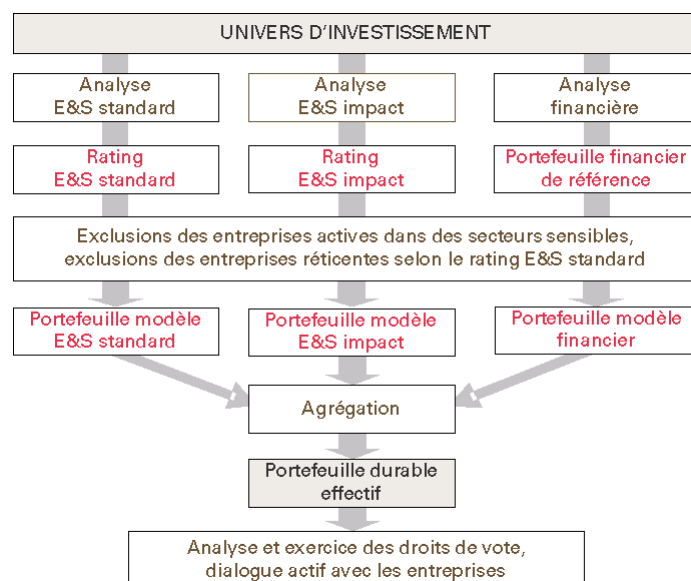 UNIVERS D'INVESTISSEMENT
Analyse
E&S standard
Analyse
E&S impact
Analyse
financière
Rating
E&S standard
Rating
E&S impact
Portefeuille financier
de référence
Exclusions des entreprises actives dans des secteurs sensibles,
exclusions des entreprises réticentes selon le rating E&S standard
Portefeuille modèle
E&S standard
Portefeuille modèle
E&S impact
Portefeuille modèle
financier
Agrégation
Portefeuille durable
effectif
Analyse et exercice des droits de vote,
dialogue actif avec les entreprises